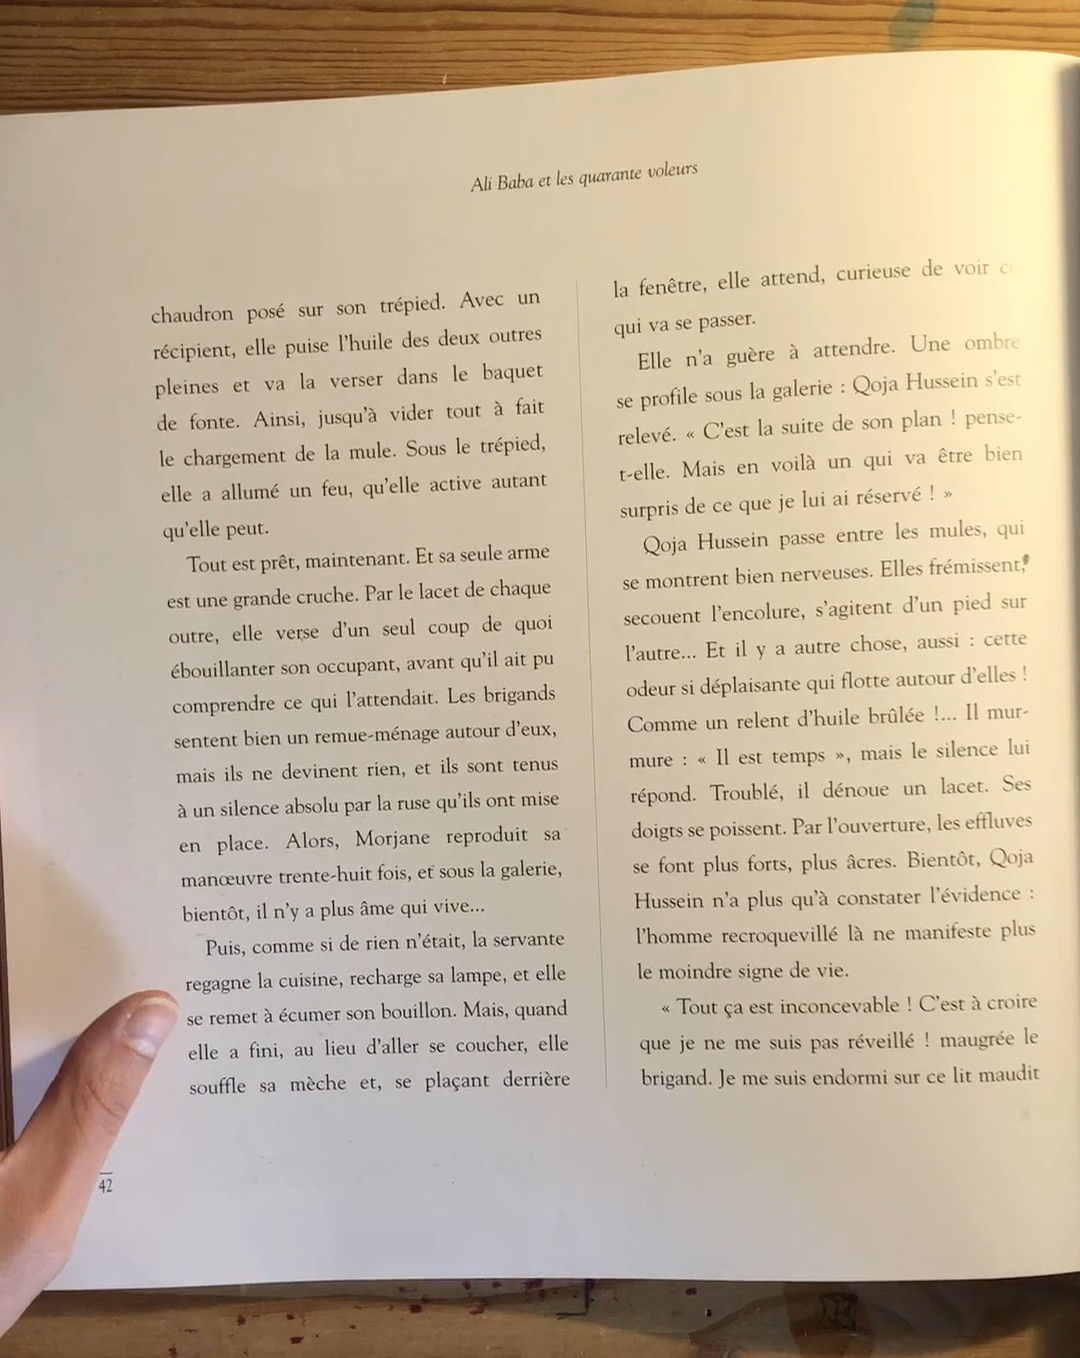 Ali Baba et les quarante voleurs
chaudron posé sur son trépied. Avec un
récipient, elle puise l'huile des deux outres
pleines et va la verser dans le baquet
de fonte. Ainsi, jusqu'à vider tout à fait
le chargement de la mule. Sous le trépied,
elle a allumé un feu, qu'elle active autant
qu'elle peut.
Tout est prêt, maintenant. Et sa seule arme
est une grande cruche. Par le lacet de chaque
outre, elle verse d'un seul coup de quoi
ébouillanter son occupant, avant qu'il ait pu
comprendre ce qui l'attendait. Les brigands
sentent bien un remue-ménage autour d'eux,
mais ils ne devinent rien, et ils sont tenus
à un silence absolu par la ruse qu'ils ont mise
en place. Alors, Morjane reproduit sa
manœuvre trente-huit fois, et sous la galerie,
bientôt, il n'y a plus âme qui vive...
Puis, comme si de rien n'était, la servante
regagne la cuisine, recharge sa lampe, et elle
se remet à écumer son bouillon. Mais, quand
elle a fini, au lieu d'aller se coucher, elle
souffle sa mèche et, se plaçant derrière
la fenêtre, elle attend, curieuse de voir
qui va se passer.
Elle n'a guère à attendre. Une ombre
se profile sous la galerie : Qoja Hussein s'est
relevé. « C'est la suite de son plan ! pense-
t-elle. Mais en voilà un qui va être bien
surpris de ce que je lui ai réservé ! »
Qoja Hussein passe entre les mules, qui
se montrent bien nerveuses. Elles frémissent,
secouent l'encolure, s'agitent d'un pied sur
l'autre... Et il y a autre chose, aussi : cette
odeur si déplaisante qui flotte autour d'elles !
Comme un relent d'huile brûlée !... Il mur-
mure : « Il est temps », mais le silence lui
répond. Troublé, il dénoue un lacet. Ses
doigts se poissent. Par l'ouverture, les effluves
se font plus forts, plus âcres. Bientôt, Qoja
Hussein n'a plus qu'à constater l'évidence :
l'homme recroquevillé là ne manifeste plus
le moindre signe de vie.
« Tout ça est inconcevable ! C'est à croire
que je ne me suis pas réveillé ! maugrée le
brigand. Je me suis endormi sur ce lit maudit
42